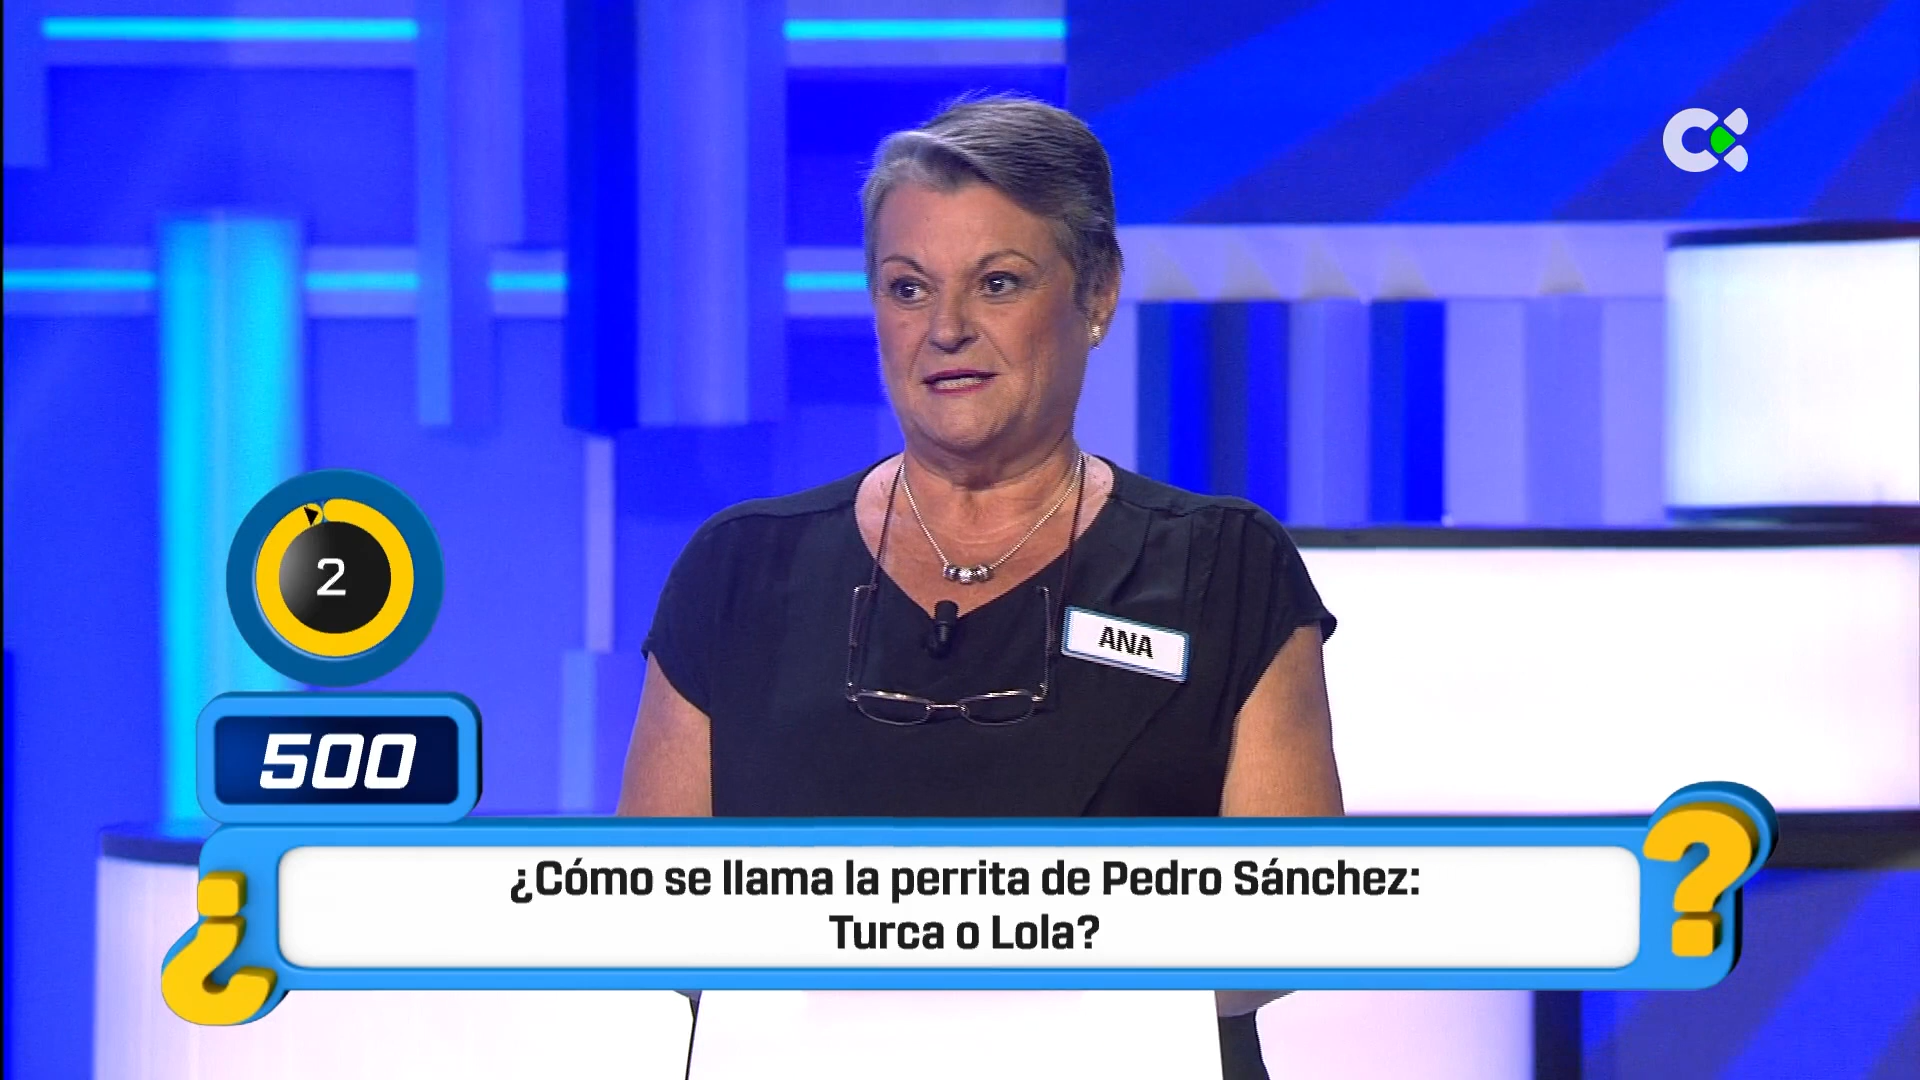 2
ANA
500
¿Cómo se llama la perrita de Pedro Sánchez:
Turca o Lola?